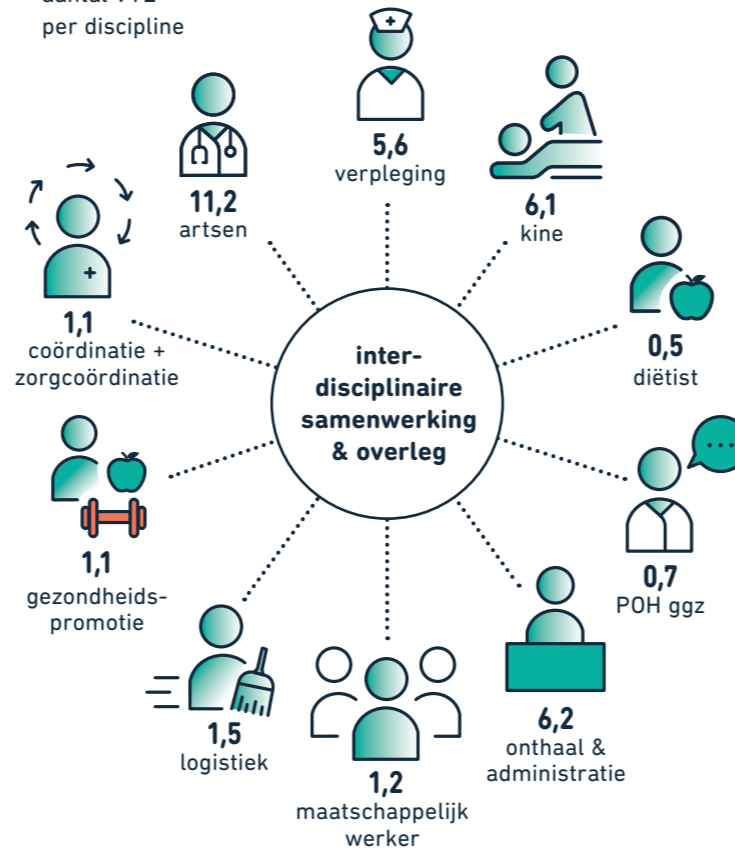 per discipline
5,6
verpleging
11,2
artsen
6,1
kine
1,1
coördinatie +
zorgcoördinatie
0,5
diëtist
inter-
disciplinaire
samenwerking
& overleg
1,1
gezondheids-
promotie
0,7
POH ggz
1,5
logistiek
1,2
maatschappelijk
werker
6,2
onthaal &
administratie